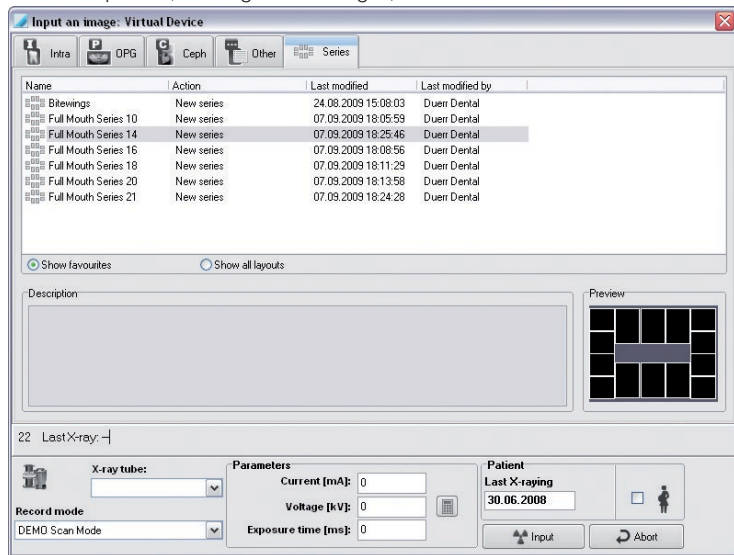 Input an image: Virtual Device
I Intra P OPG C Ceph Other Series
Name Action Last modified Last modified by
Bitewings New series 24.08.2009 15:08:03 Duerr Dental
Full Mouth Series 10 New series 07.09.2009 18:05:59 Duerr Dental
Full Mouth Series 14 New series 07.09.2009 18:25:46 Duerr Dental
Full Mouth Series 16 New series 07.09.2009 18:08:56 Duerr Dental
Full Mouth Series 18 New series 07.09.2009 18:11:29 Duerr Dental
Full Mouth Series 20 New series 07.09.2009 18:13:58 Duerr Dental
Full Mouth Series 21 New series 07.09.2009 18:24:28 Duerr Dental
Show favourites Show all layouts
Description Preview
22 Last X-ray: -
X-ray tube: Parameters Patient
Current [mA]: 0 Last X-raying
Voltage [kV]: 0 30.06.2008
Record mode
DEMO Scan Mode Exposure time [ms]: 0 Input Abort